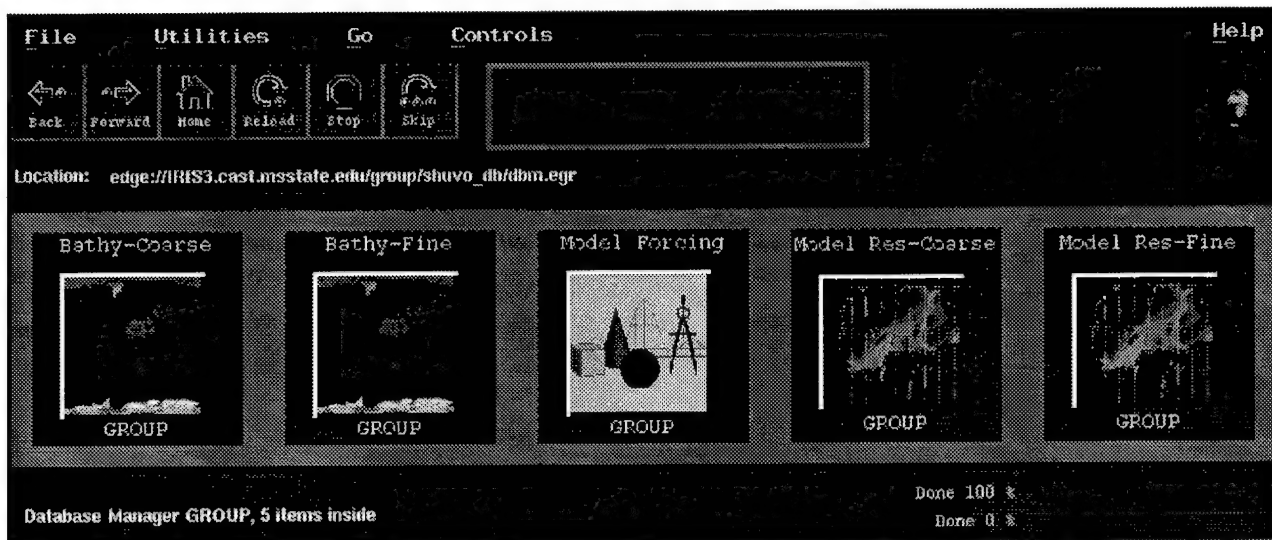 File Utilities Go Controls Help
Back Forward Home Reload Stop Skip
Location: edge://IRIS3.cast.msstate.edu/group/shuvo_db/dbm.egr
Bathy-Coarse Bathy-Fine Model Forcing Model Res-Coarse Model Res-Fine
GROUP GROUP GROUP GROUP GROUP
Done 100 %
Database Manager GROUP, 5 items inside
Done 0 %